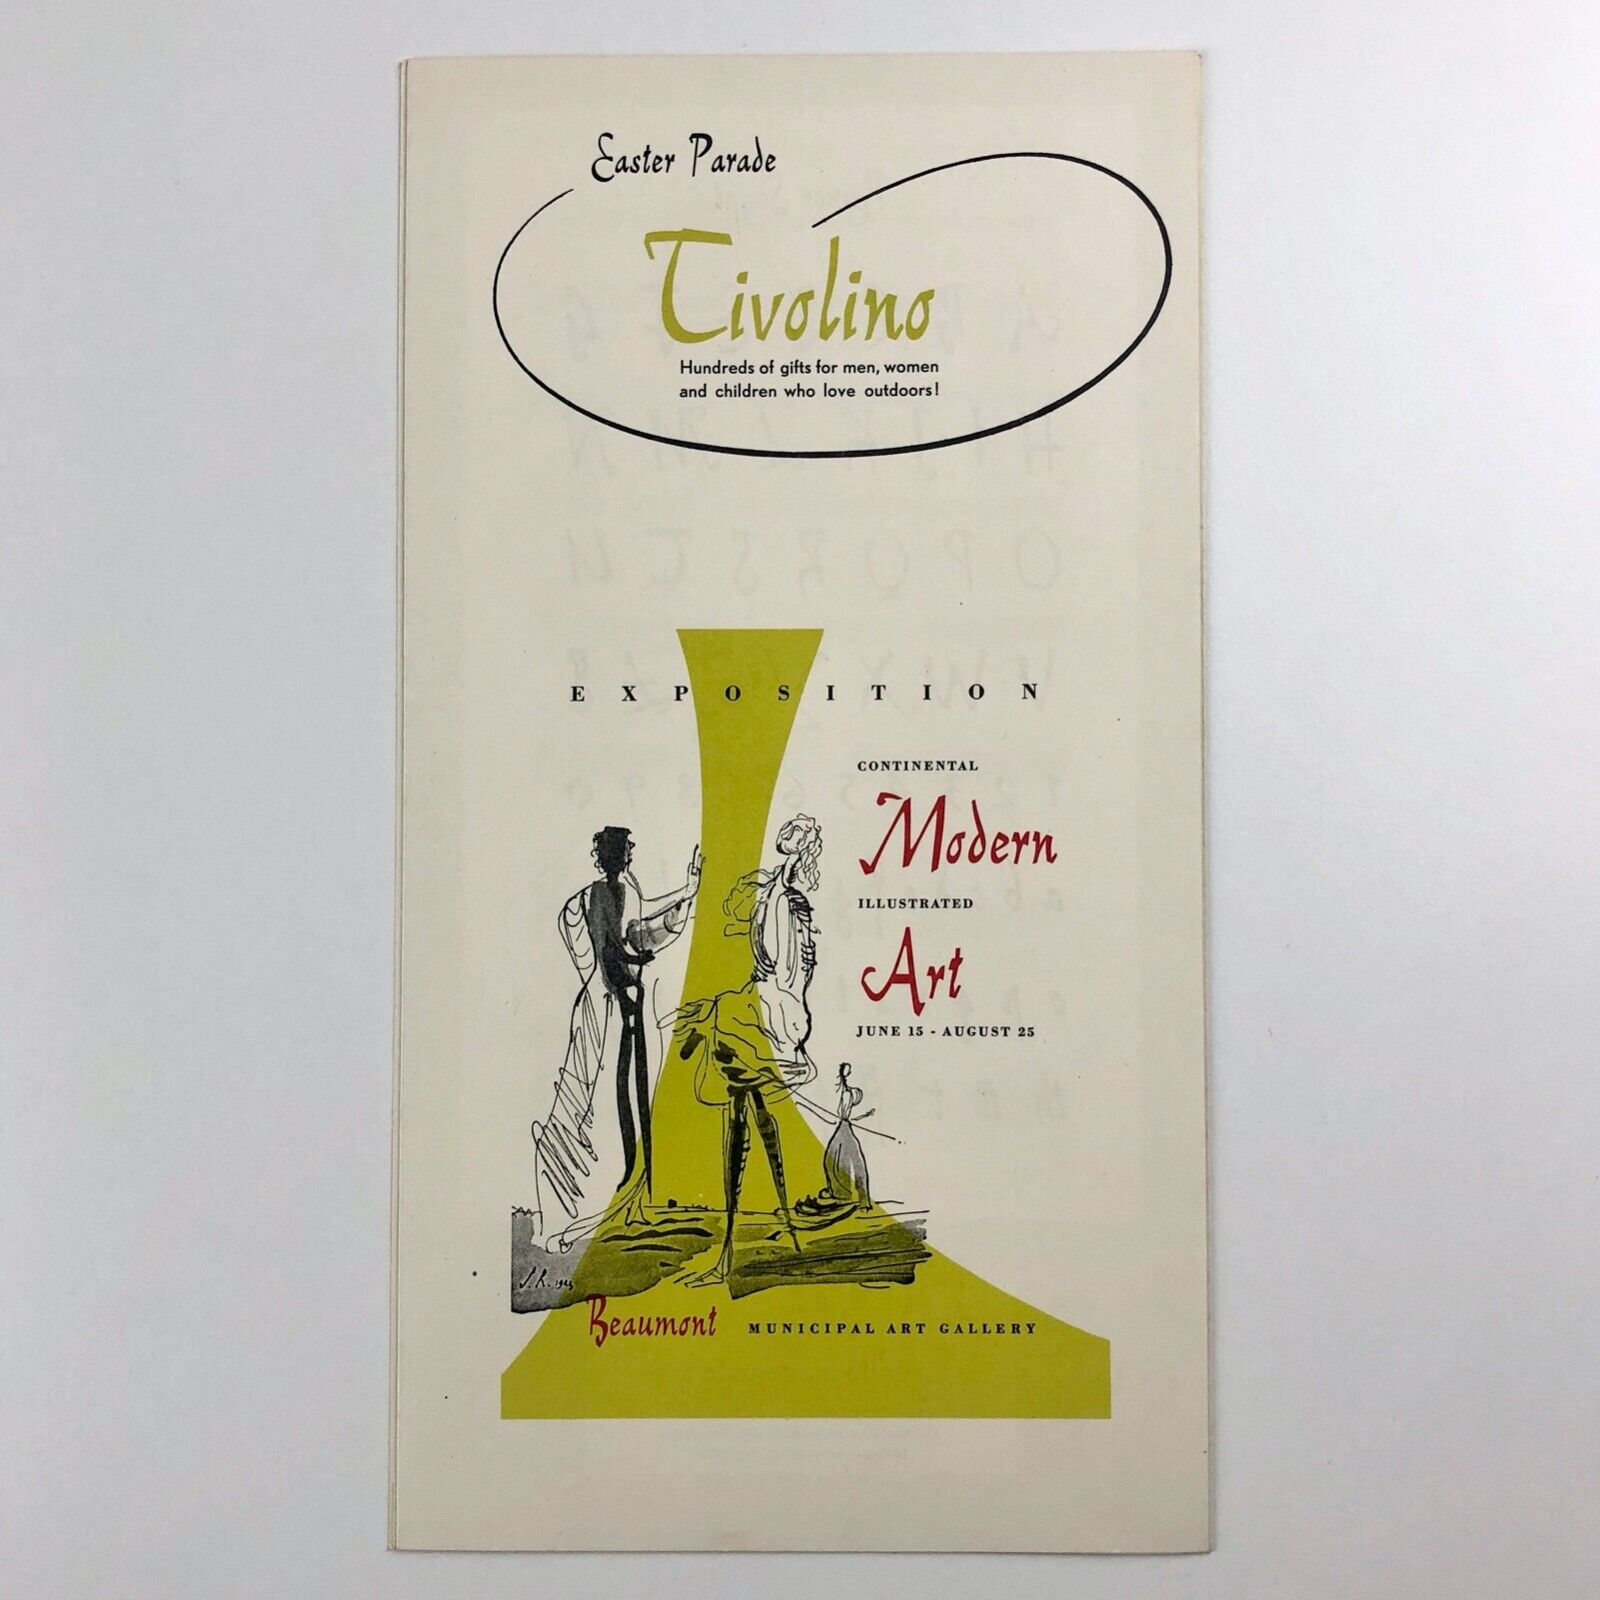 Easter Parade
Tivolino
Hundreds of gifts for men, women
and children who love outdoors!
EXPOSITION
CONTINENTAL
Modern
ILLUSTRATED
Art
JUNE 15 - AUGUST 25
Beaumont MUNICIPAL ART GALLERY